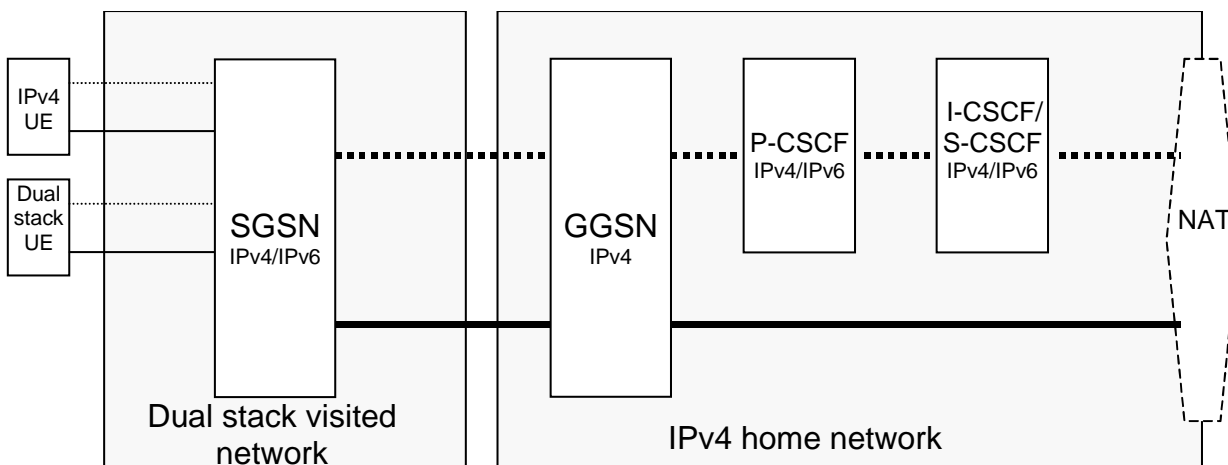 IPv4
UE
Dual
stack
UE
SGSN
IPv4/IPv6
Dual stack visited
network
GGSN
IPv4
P-CSCF
IPv4/IPv6
I-CSCF/
S-CSCF
IPv4/IPv6
NAT
IPv4 home network